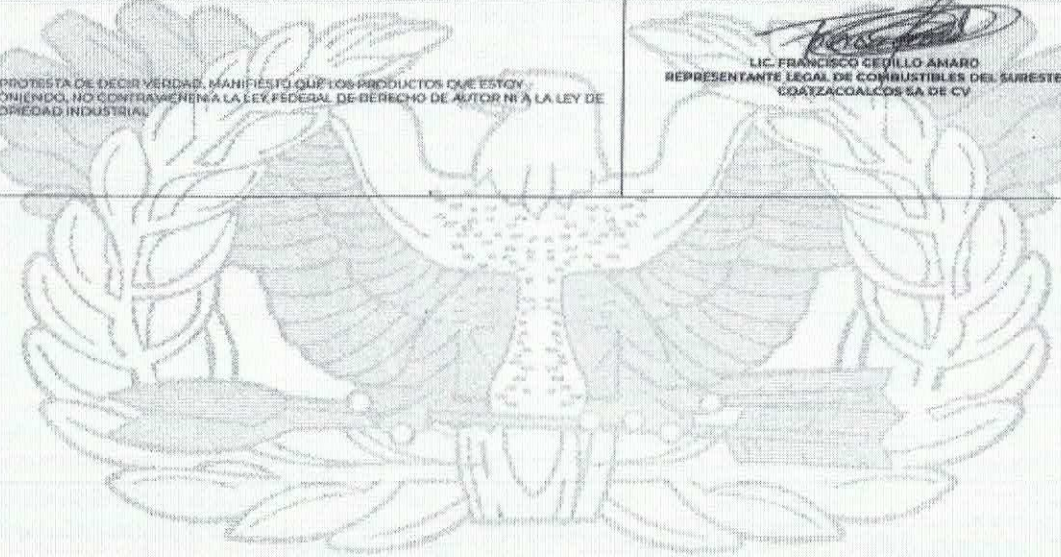 PROTESTA DE DECIR VERDAD, MANIFIESTO QUE LOS PRODUCTOS QUE ESTOY
ONIENDO, NO CONTRAVIENEN A LA LEY FEDERAL DE DERECHO DE AUTOR NI A LA LEY DE
OPIEDAD INDUSTRIAL
LIC. FRANCISCO CEDILLO AMARO
REPRESENTANTE LEGAL DE COMBUSTIBLES DEL SURESTE
COATZACOALCOS SA DE CV